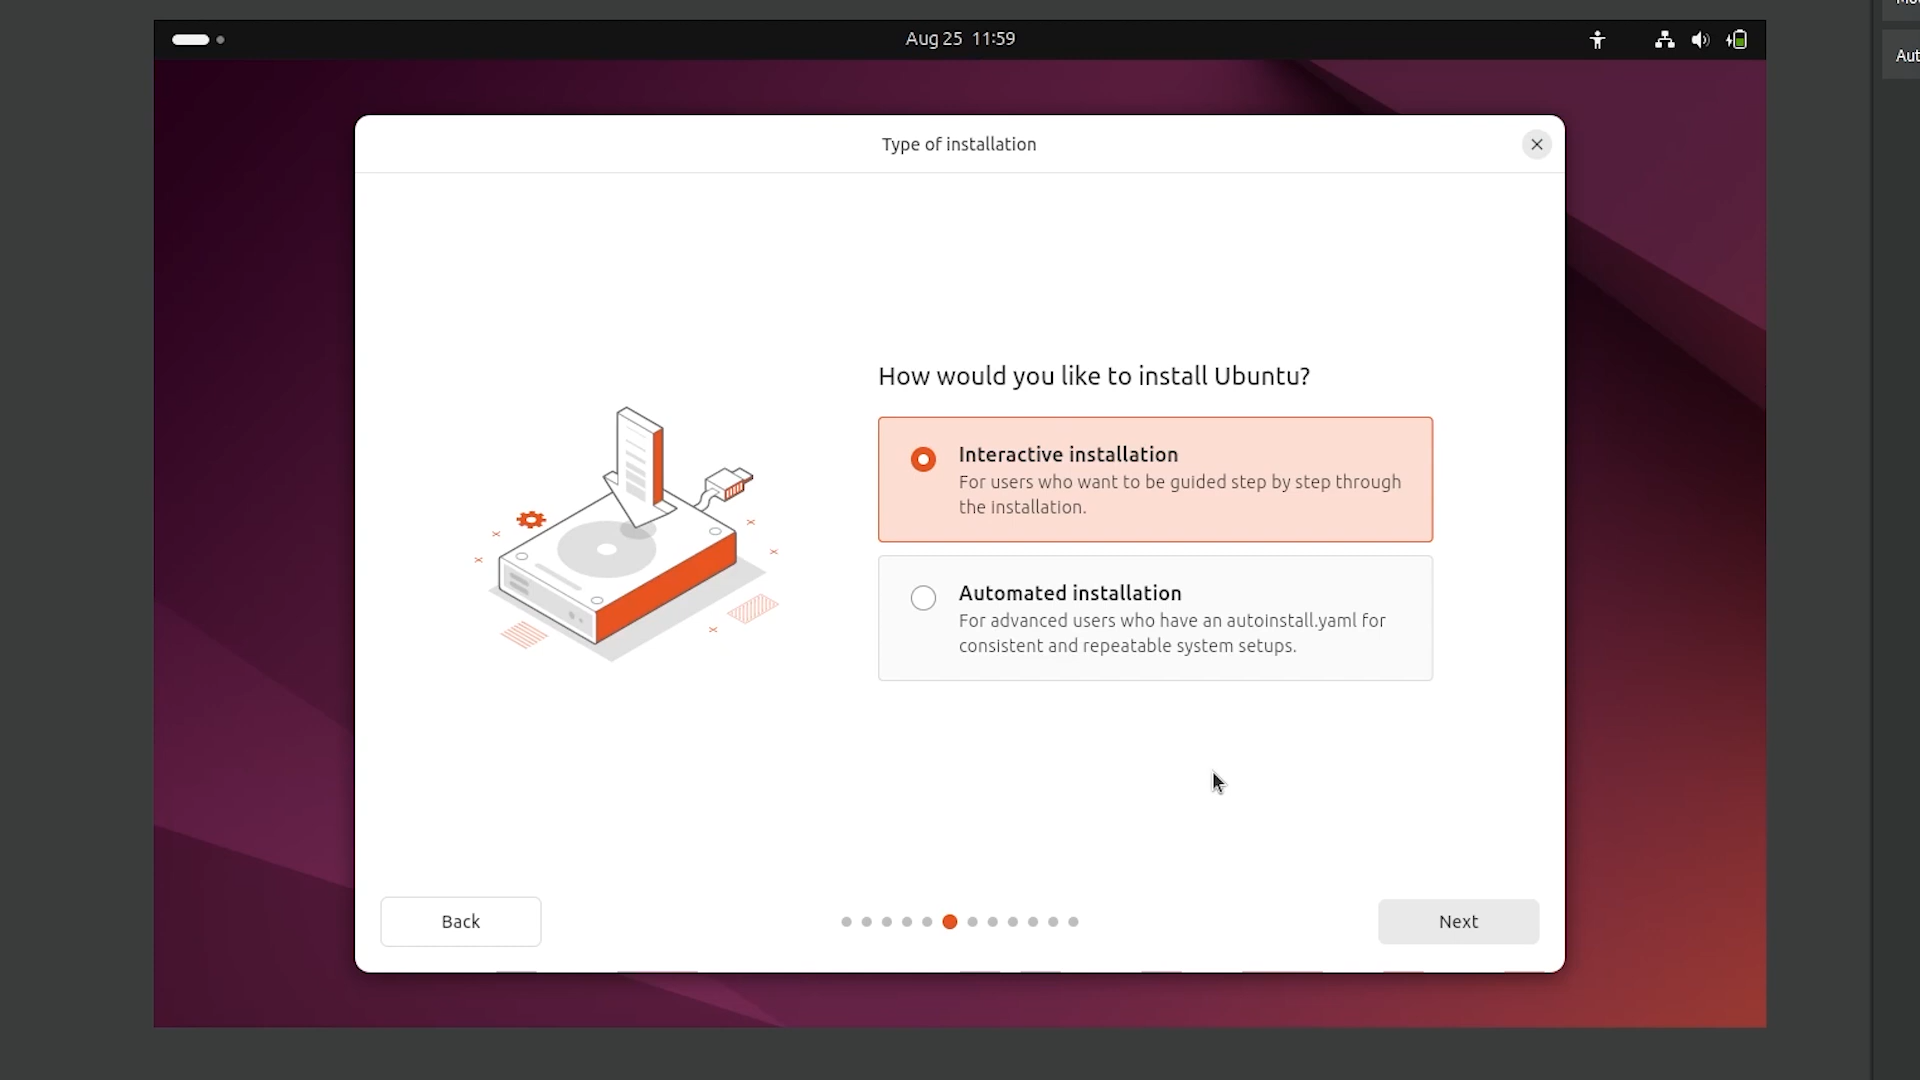 Aug 25 11:59
Type of installation
How would you like to install Ubuntu?
Interactive installation
For users who want to be guided step by step through
the installation.
Automated installation
For advanced users who have an autoinstall.yaml for
consistent and repeatable system setups.
Back
Next